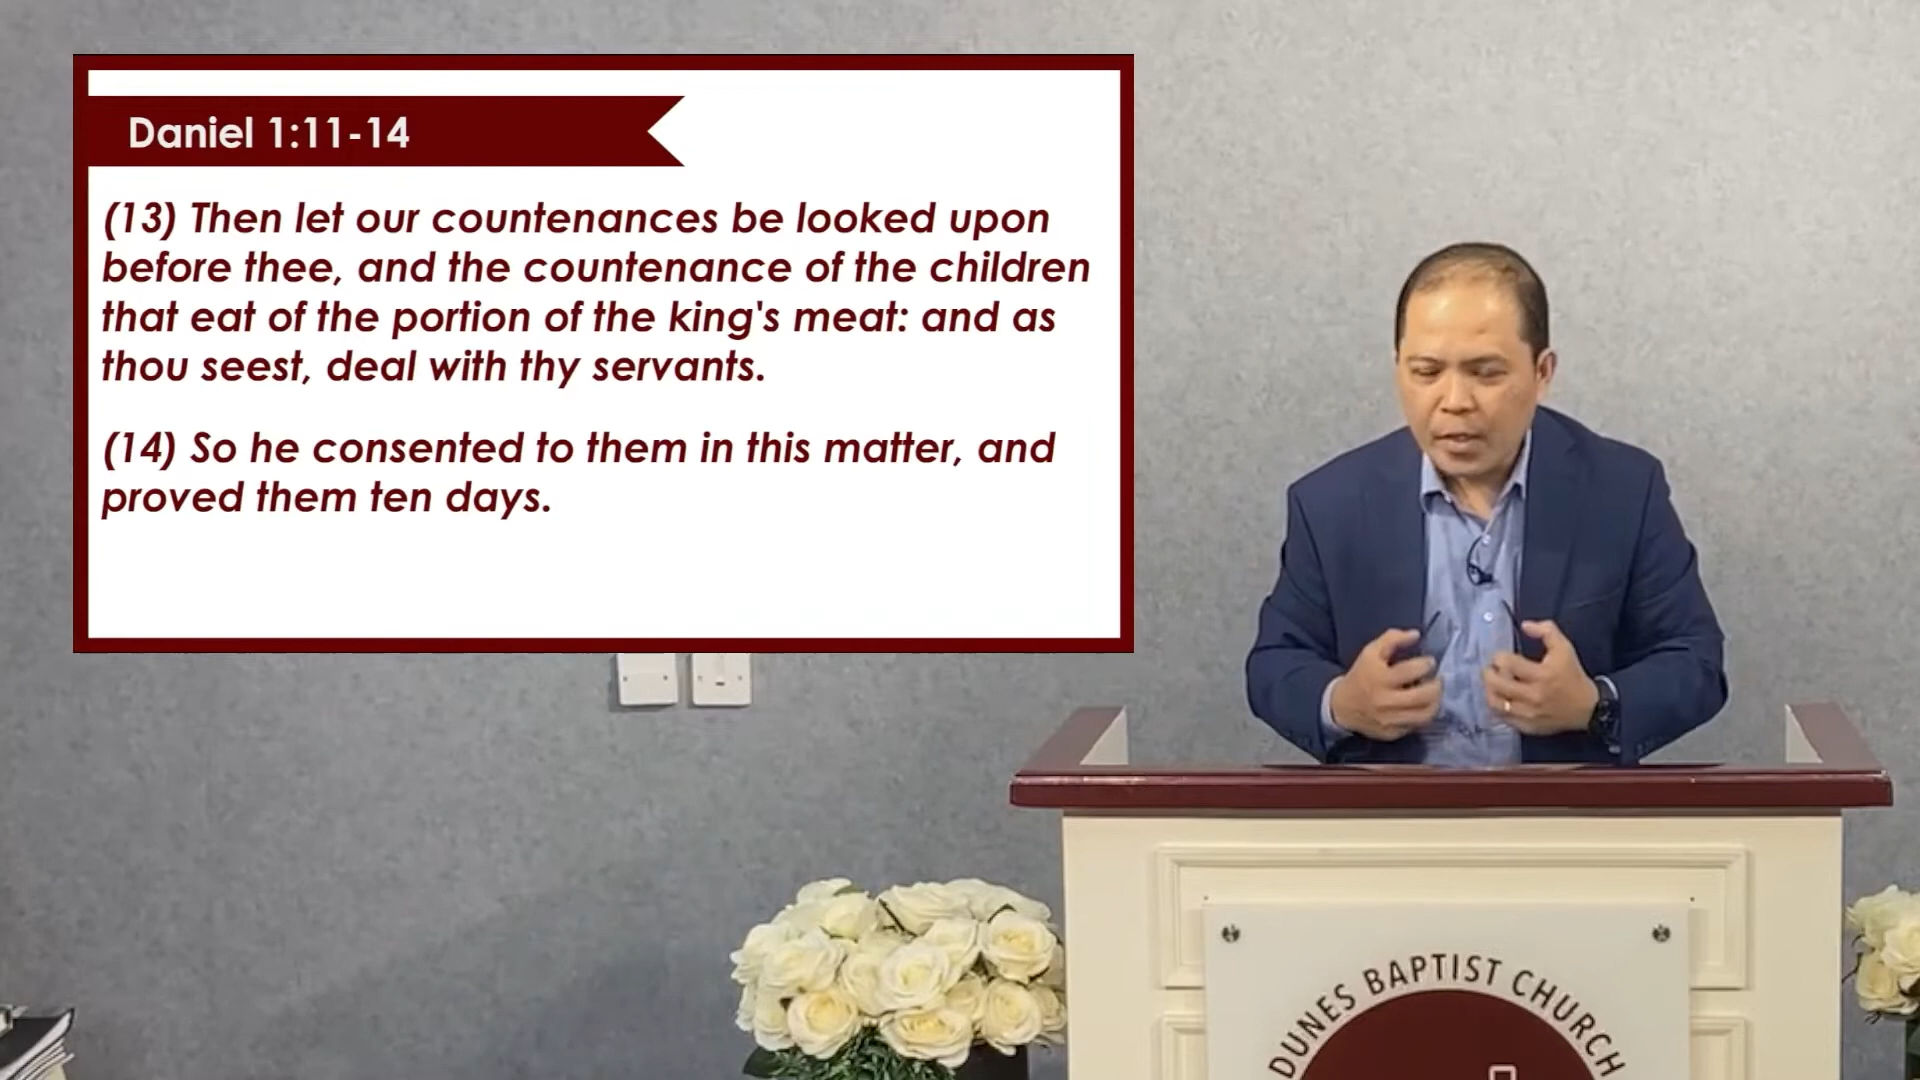 Daniel 1:11-14
(13) Then let our countenances be looked upon
before thee, and the countenance of the children
that eat of the portion of the king's meat: and as
thou seest, deal with thy servants.
(14) So he consented to them in this matter, and
proved them ten days.
DUNES BAPTIST CHURCH